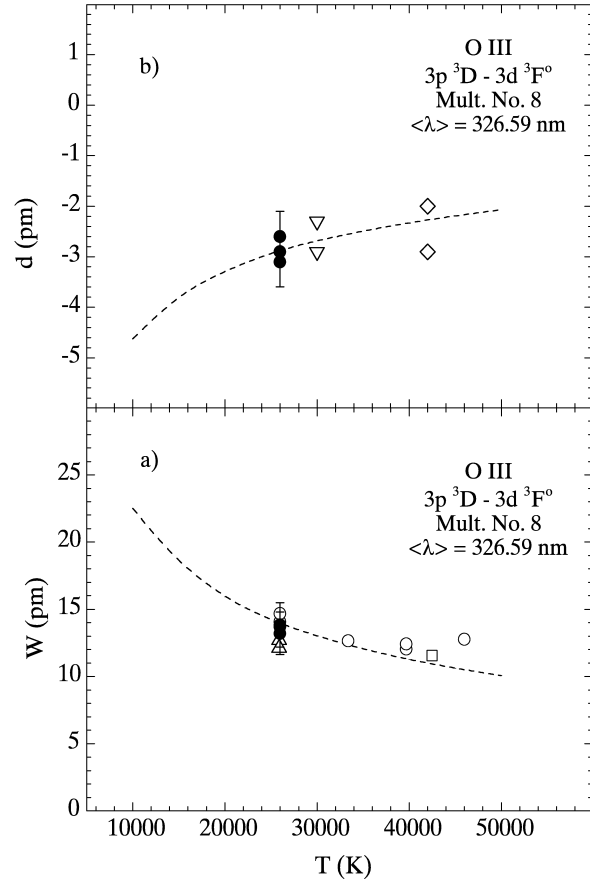 b)
O III
3p ³D - 3d ³Fᵒ
Mult. No. 8
<λ> = 326.59 nm
1
0
-1
-2
-3
-4
-5
d (pm)
a)
O III
3p ³D - 3d ³Fᵒ
Mult. No. 8
<λ> = 326.59 nm
25
20
15
10
5
0
W (pm)
10000 20000 30000 40000 50000
T (K)